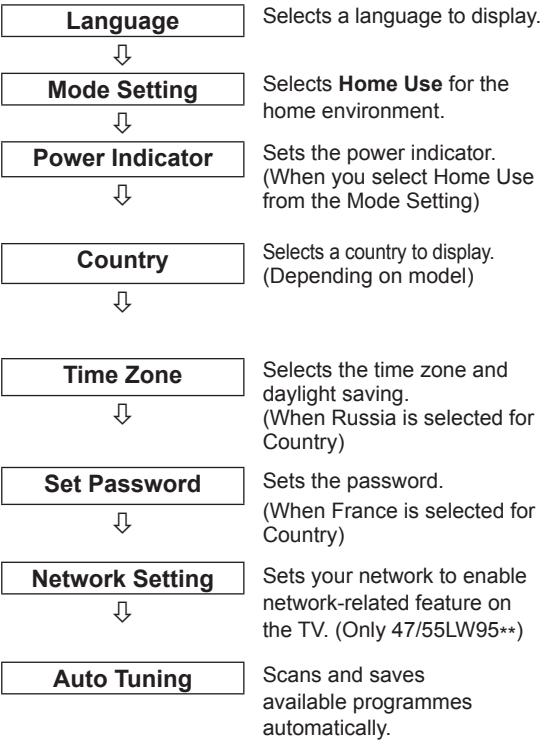 Language
Selects a language to display.
⇩
Mode Setting
Selects Home Use for the
home environment.
⇩
Power Indicator
Sets the power indicator.
(When you select Home Use
from the Mode Setting)
⇩
Country
Selects a country to display.
(Depending on model)
⇩
Time Zone
Selects the time zone and
daylight saving.
(When Russia is selected for
Country)
⇩
Set Password
Sets the password.
(When France is selected for
Country)
⇩
Network Setting
Sets your network to enable
network-related feature on
the TV. (Only 47/55LW95**)
⇩
Auto Tuning
Scans and saves
available programmes
automatically.